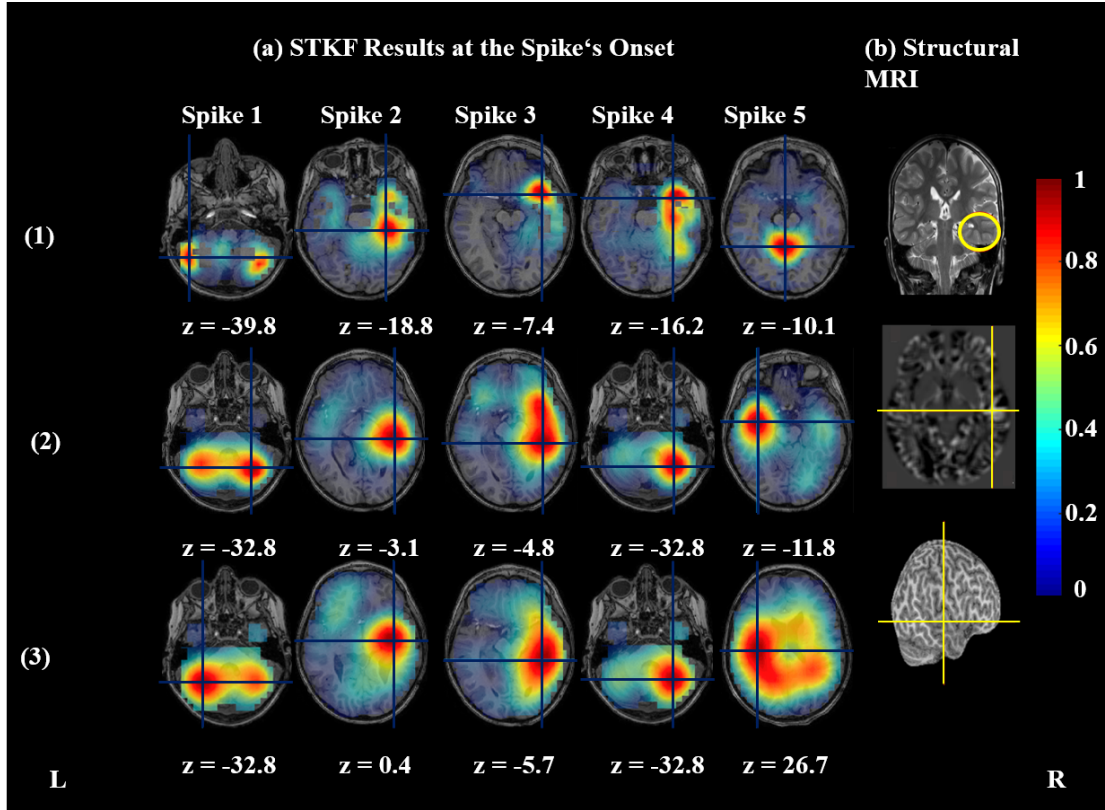 (a) STKF Results at the Spike‘s Onset
(b) Structural
MRI
Spike 1 Spike 2 Spike 3 Spike 4 Spike 5
(1)
z = -39.8 z = -18.8 z = -7.4 z = -16.2 z = -10.1
(2)
z = -32.8 z = -3.1 z = -4.8 z = -32.8 z = -11.8
(3)
z = -32.8 z = 0.4 z = -5.7 z = -32.8 z = 26.7
1
0.8
0.6
0.4
0.2
0
L R